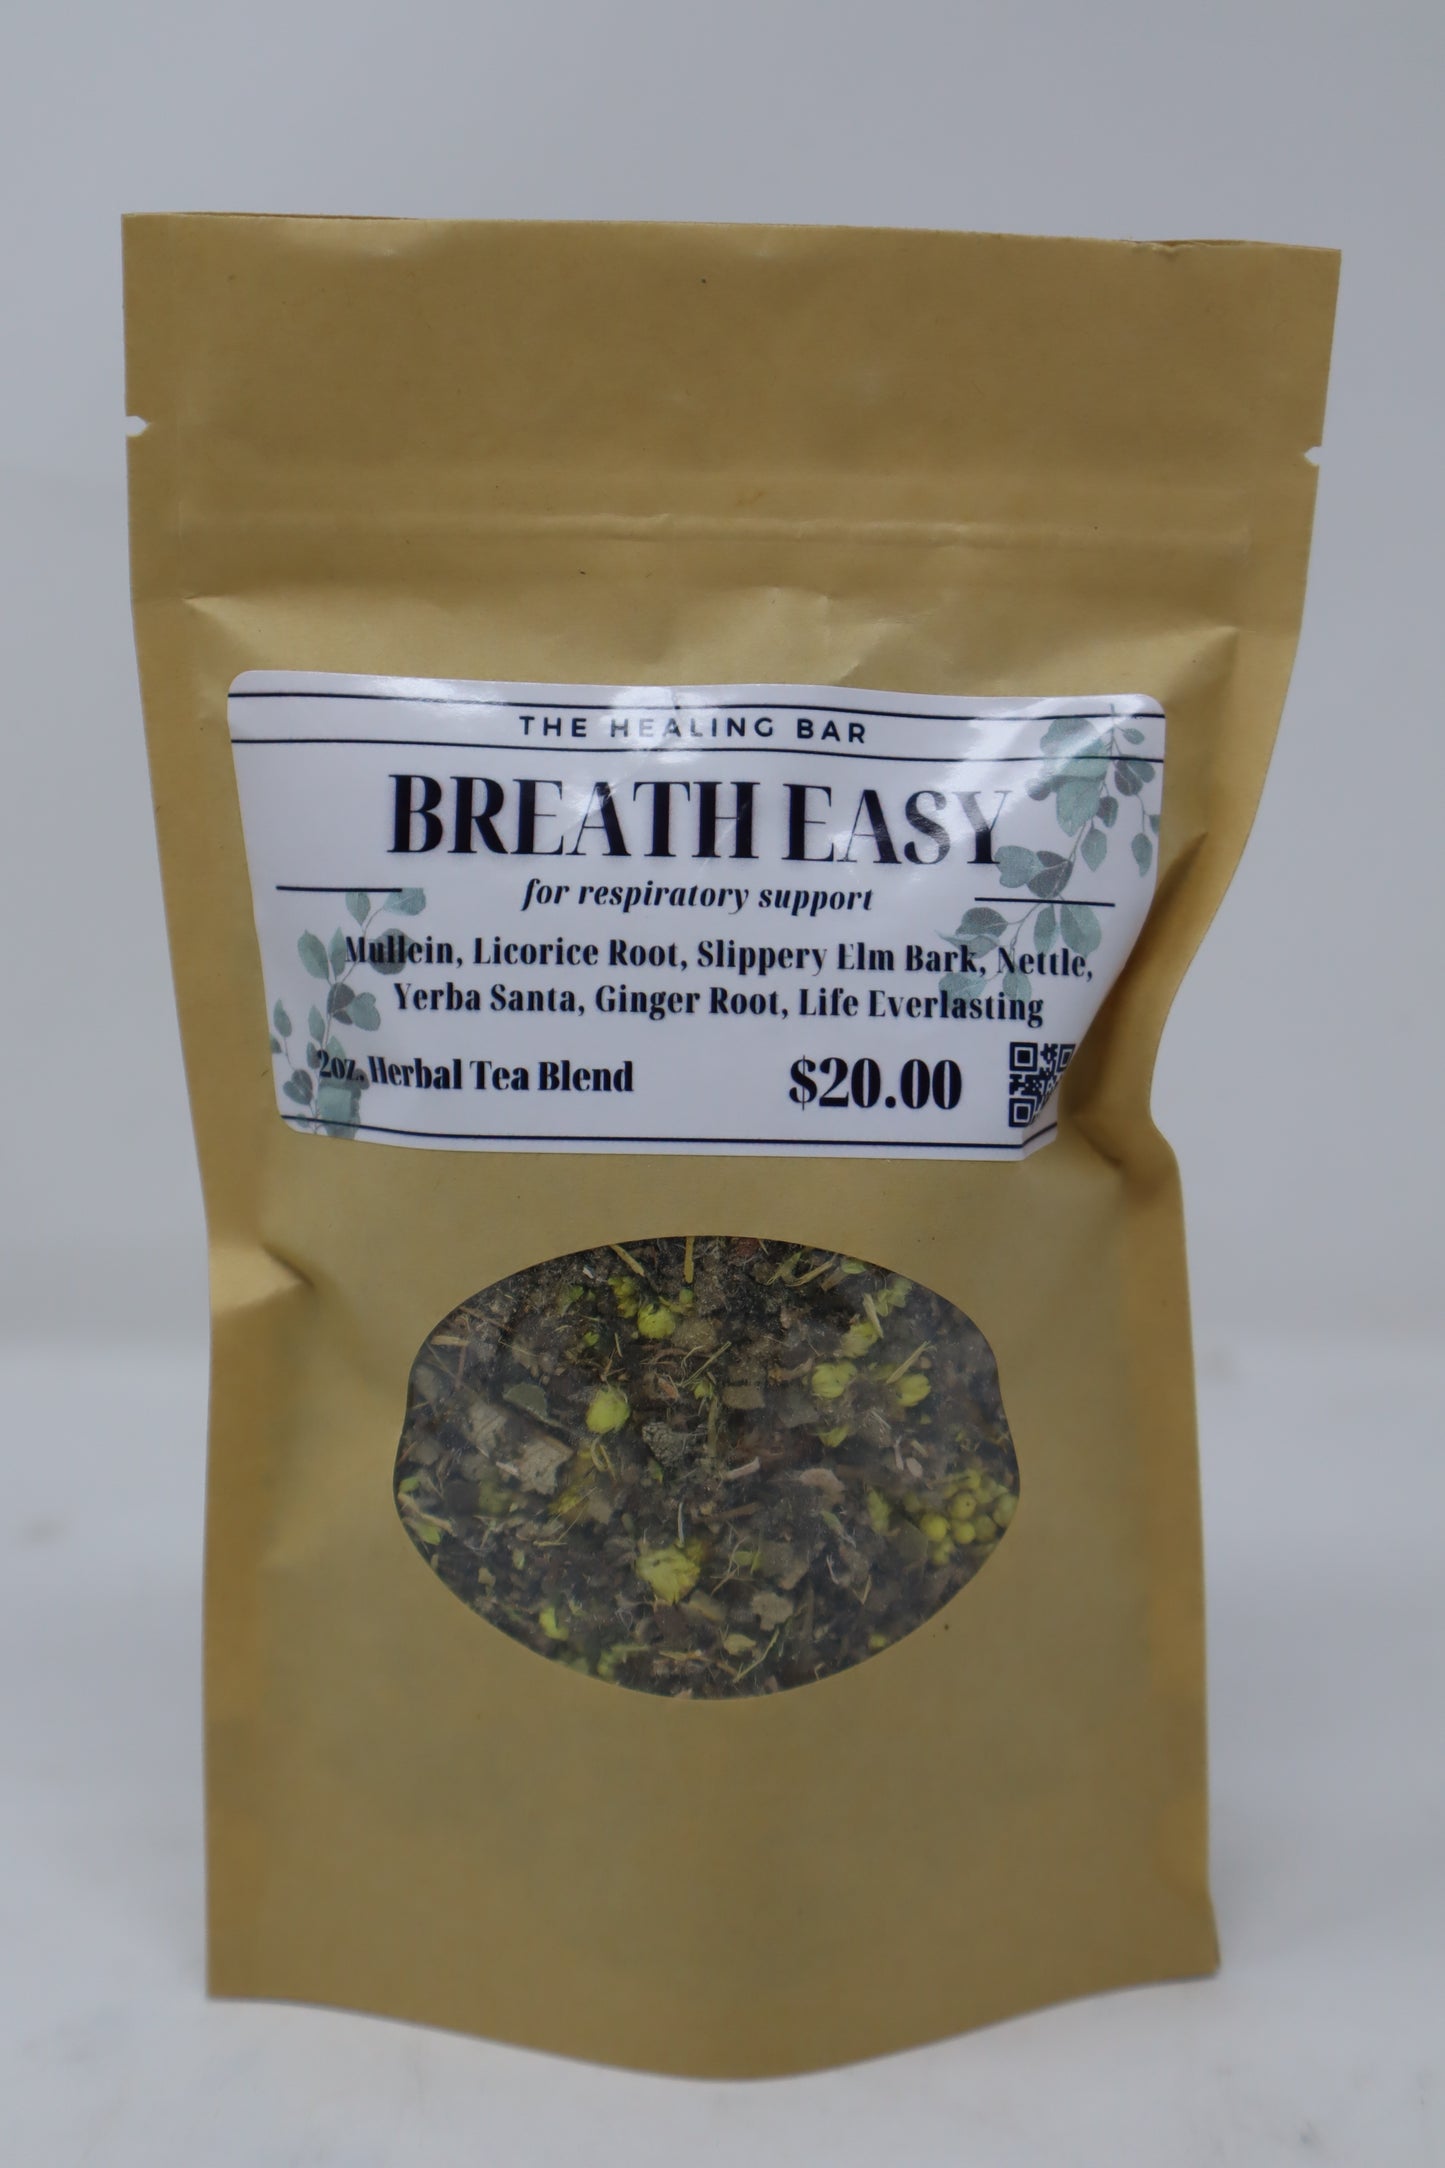 THE HEALING BAR
BREATH EASY
for respiratory support
Mullein, Licorice Root, Slippery Elm Bark, Nettle,
Yerba Santa, Ginger Root, Life Everlasting
2oz. Herbal Tea Blend $20.00